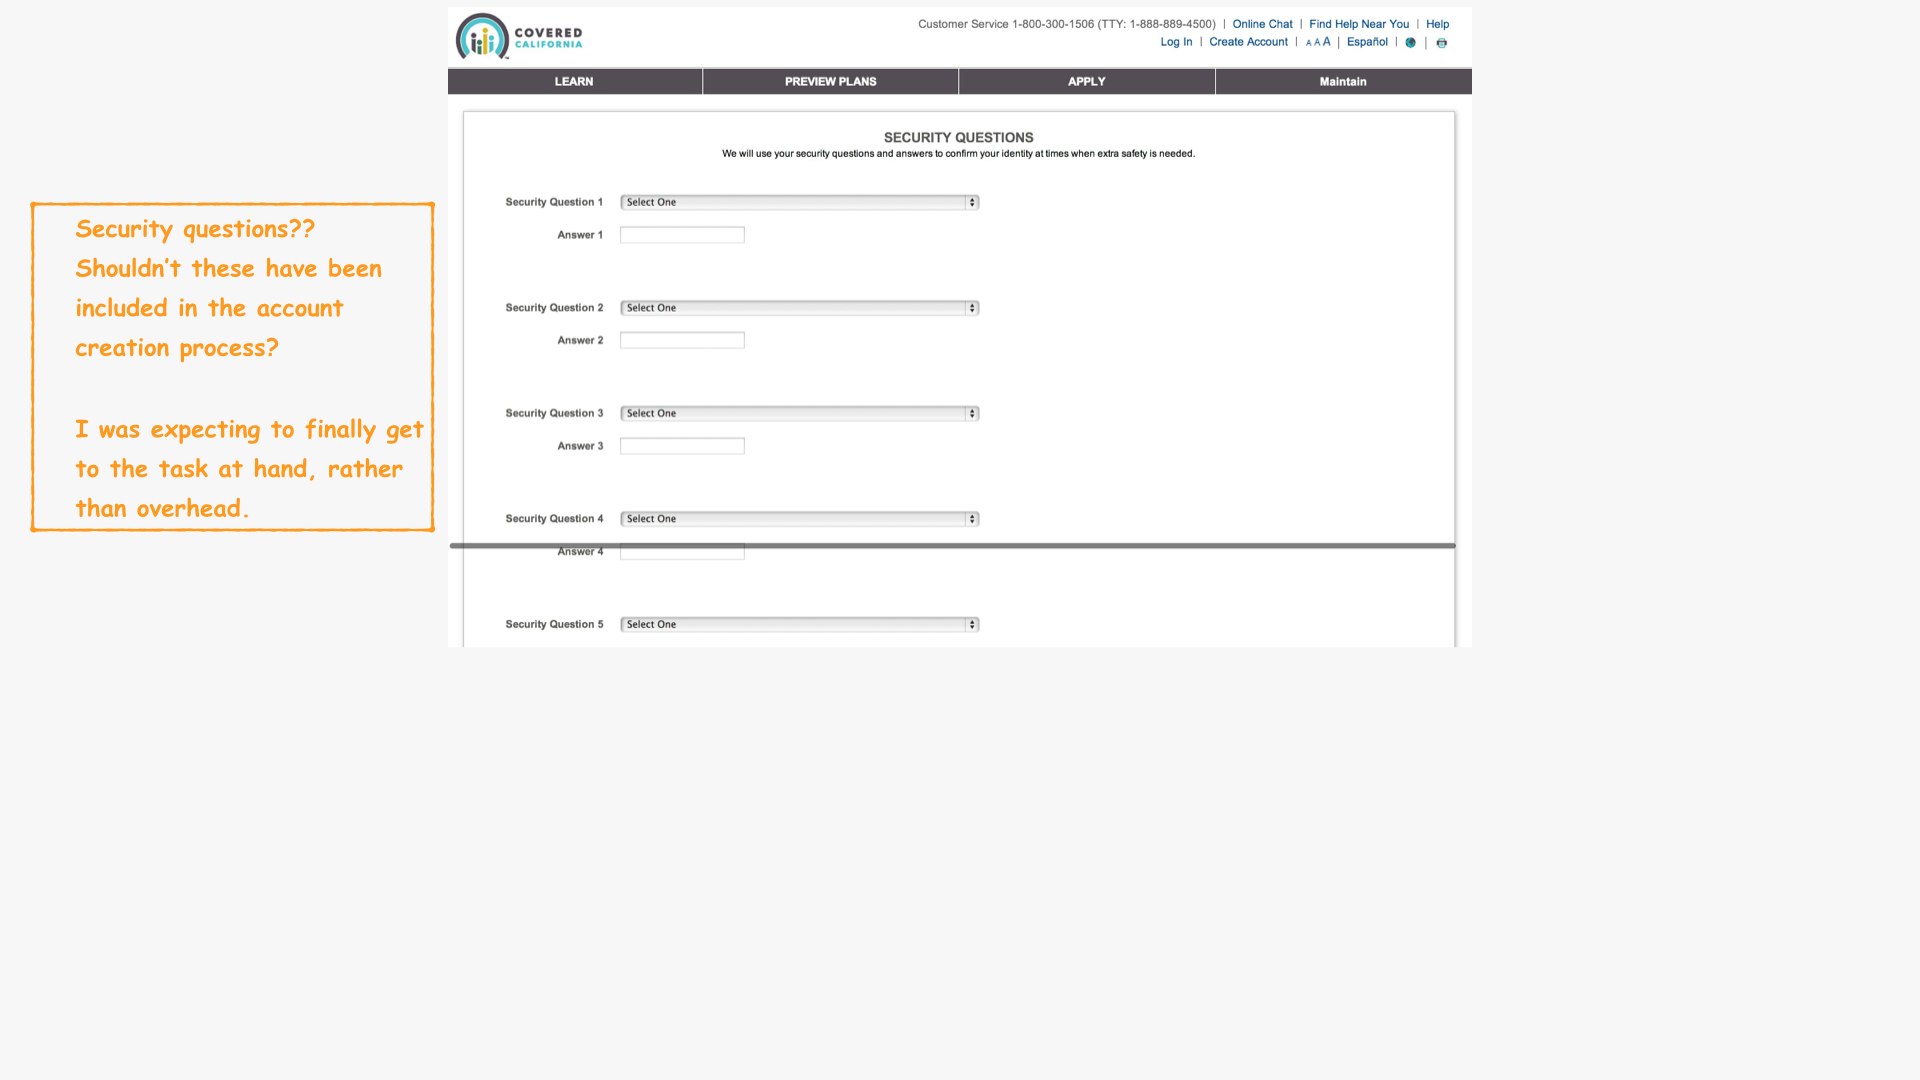 COVERED
CALIFORNIA
Customer Service 1-800-300-1506 (TTY: 1-888-889-4500) | Online Chat | Find Help Near You | Help
Log In | Create Account | A A A | Español |
LEARN PREVIEW PLANS APPLY Maintain
SECURITY QUESTIONS
We will use your security questions and answers to confirm your identity at times when extra safety is needed.
Security Question 1 Select One
Answer 1
Security Question 2 Select One
Answer 2
Security Question 3 Select One
Answer 3
Security Question 4 Select One
Answer 4
Security Question 5 Select One
Security questions??
Shouldn't these have been
included in the account
creation process?
I was expecting to finally get
to the task at hand, rather
than overhead.